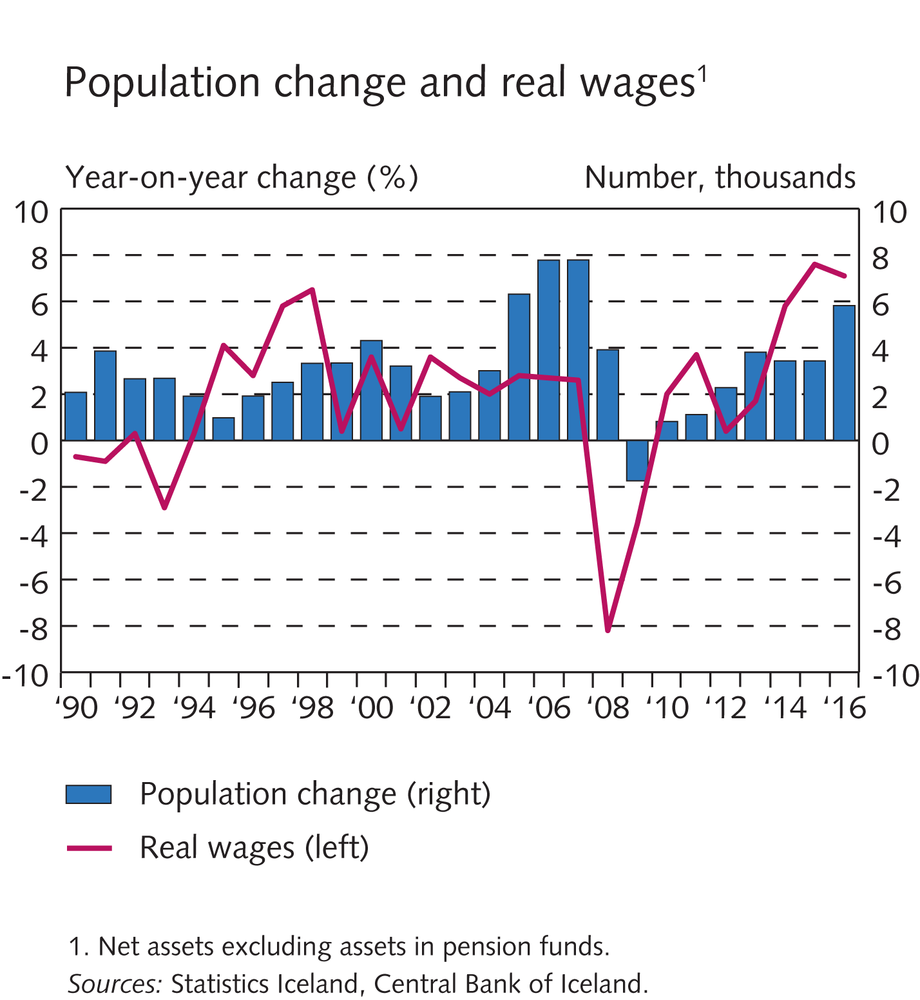 Population change and real wages¹
Year-on-year change (%)
Number, thousands
10 10
8 8
6 6
4 4
2 2
0 0
-2 -2
-4 -4
-6 -6
-8 -8
-10 -10
‘90 ‘92 ‘94 ‘96 ‘98 ‘00 ‘02 ‘04 ‘06 ‘08 ‘10 ‘12 ‘14 ‘16
Population change (right)
Real wages (left)
1. Net assets excluding assets in pension funds.
Sources: Statistics Iceland, Central Bank of Iceland.